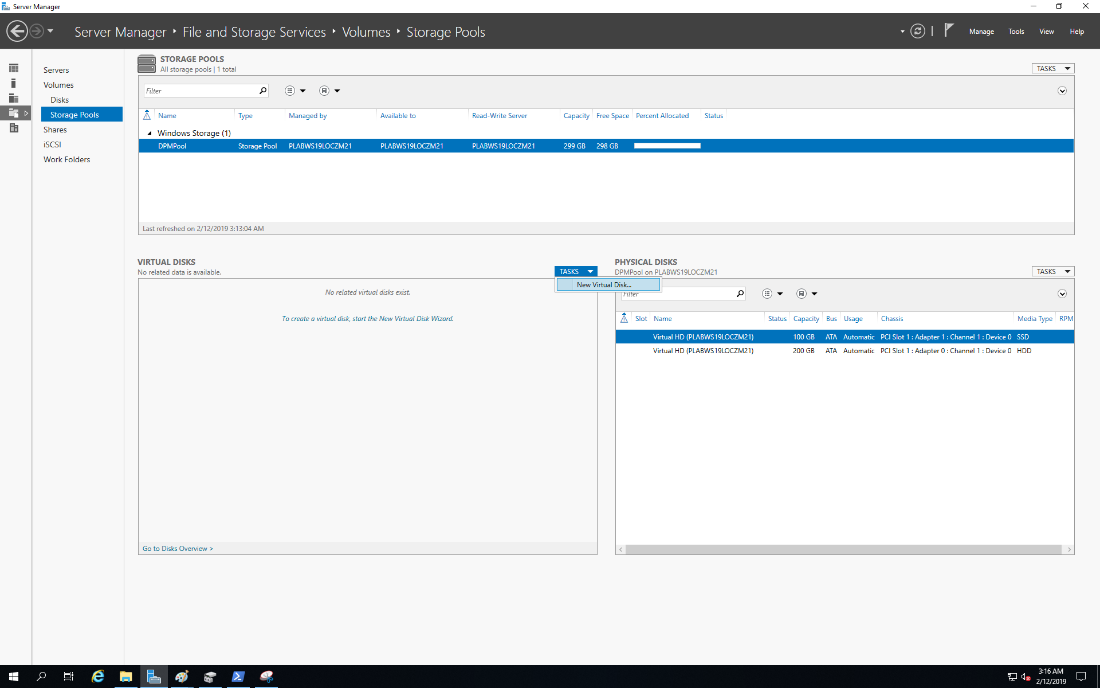 Server Manager
Server Manager ‣ File and Storage Services ‣ Volumes ‣ Storage Pools
Manage Tools View Help
Servers
Volumes
Disks
Storage Pools
Shares
iSCSI
Work Folders
STORAGE POOLS
All storage pools | 1 total
TASKS
Filter
Name Type Managed by Available to Read-Write Server Capacity Free Space Percent Allocated Status
Windows Storage (1)
DPMPool Storage Pool PLABWS19LOCZM21 PLABWS19LOCZM21 PLABWS19LOCZM21 299 GB 298 GB
Last refreshed on 2/12/2019 3:13:04 AM
VIRTUAL DISKS
No related data is available.
TASKS
New Virtual Disk...
No related virtual disks exist.
To create a virtual disk, start the New Virtual Disk Wizard.
Go to Disks Overview >
PHYSICAL DISKS
DPMPool on PLABWS19LOCZM21
TASKS
Filter
Slot Name Status Capacity Bus Usage Chassis Media Type RPM
Virtual HD (PLABWS19LOCZM21) 100 GB ATA Automatic PCI Slot 1 : Adapter 1 : Channel 1 : Device 0 SSD
Virtual HD (PLABWS19LOCZM21) 200 GB ATA Automatic PCI Slot 1 : Adapter 0 : Channel 1 : Device 0 HDD
3:16 AM
2/12/2019